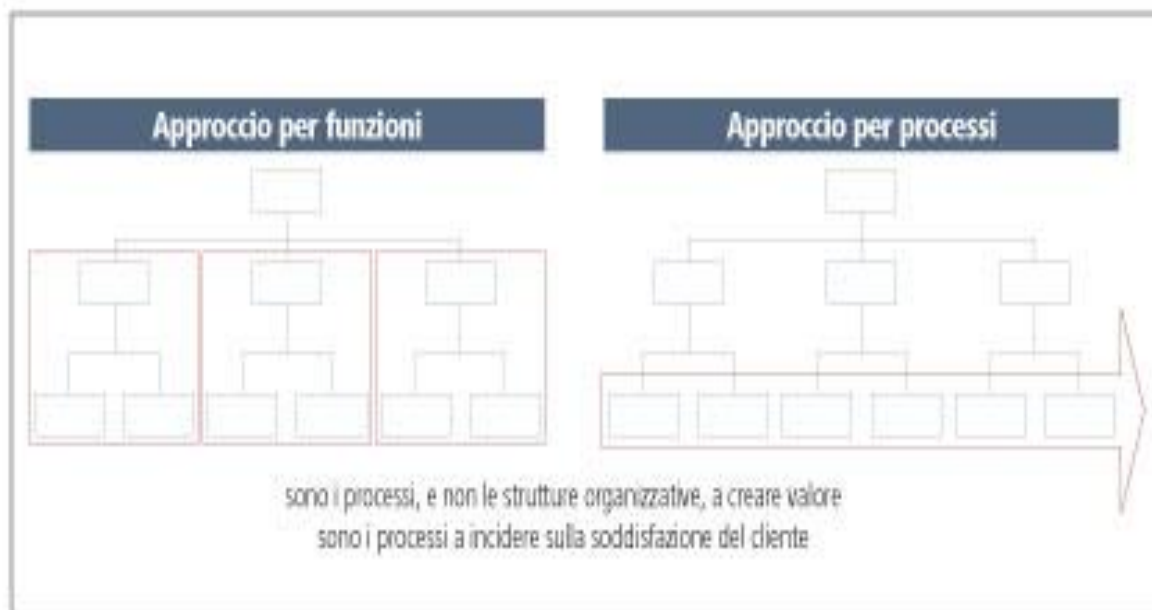 Approccio per funzioni
Approccio per processi
sono i processi, e non le strutture organizzative, a creare valore
sono i processi a incidere sulla soddisfazione del cliente